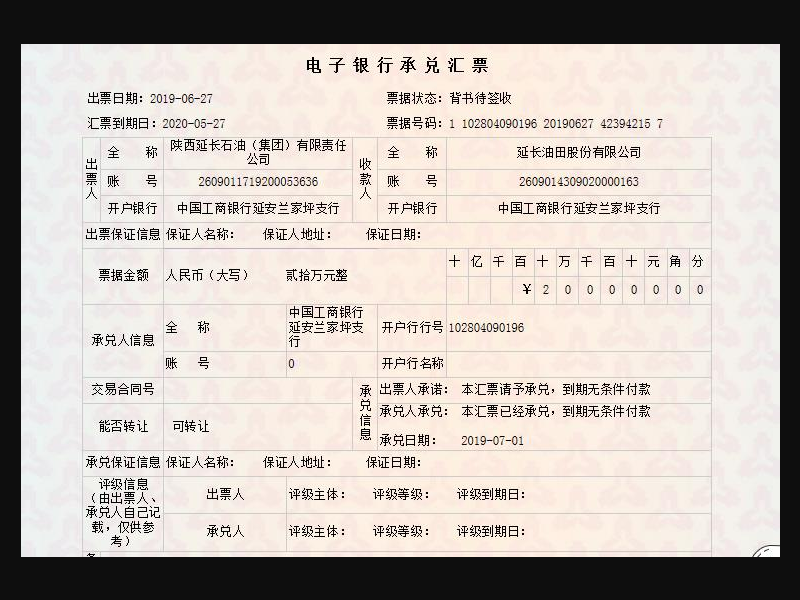 电子银行承兑汇票
出票日期：2019-06-27 票据状态：背书待签收
汇票到期日：2020-05-27 票据号码：1 102804090196 20190627 42394215 7
出票人 全 称 陕西延长石油（集团）有限责任公司 收款人 全 称 延长油田股份有限公司
账 号 2609011719200053636 账 号 2609014309020000163
开户银行 中国工商银行延安兰家坪支行 开户银行 中国工商银行延安兰家坪支行
出票保证信息 保证人名称： 保证人地址： 保证日期：
票据金额 人民币（大写） 贰拾万元整 十 亿 千 百 十 万 千 百 十 元 角 分
￥ 2 0 0 0 0 0 0 0
承兑人信息 全 称 中国工商银行延安兰家坪支行 开户行行号 102804090196
账 号 0 开户行名称
交易合同号 承兑信息 出票人承诺： 本汇票请予承兑，到期无条件付款
能否转让 可转让 承兑人承兑： 本汇票已经承兑，到期无条件付款
承兑日期： 2019-07-01
承兑保证信息 保证人名称： 保证人地址： 保证日期：
评级信息（由出票人、承兑人自己记载，仅供参考） 出票人 评级主体： 评级等级： 评级到期日：
承兑人 评级主体： 评级等级： 评级到期日：